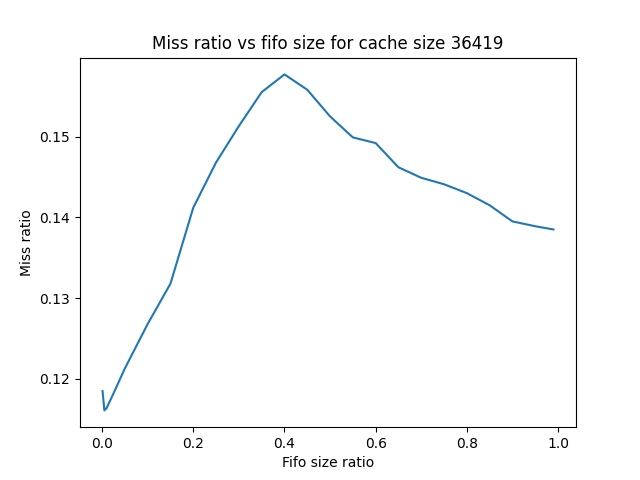 Miss ratio vs fifo size for cache size 36419
0.15
0.14
0.13
0.12
Miss ratio
0.0 0.2 0.4 0.6 0.8 1.0
Fifo size ratio